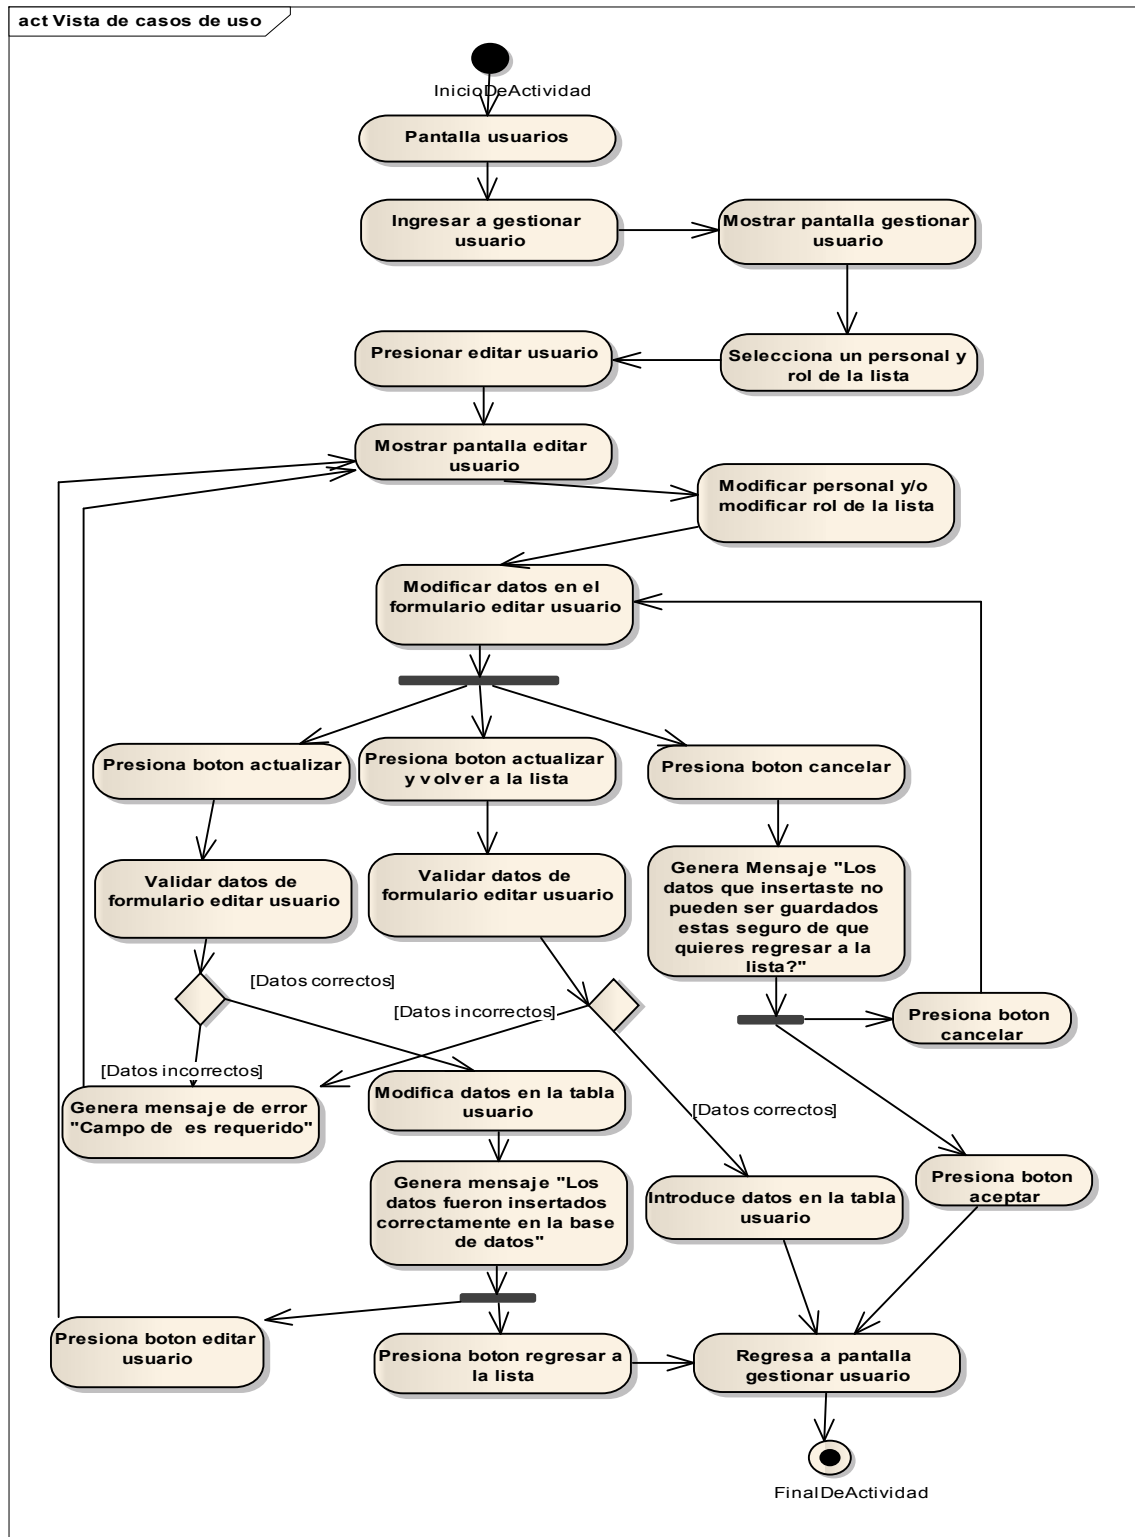 act Vista de casos de uso
InicioDeActividad
Pantalla usuarios
Ingresar a gestionar
usuario
Mostrar pantalla gestionar
usuario
Presionar editar usuario
Selecciona un personal y
rol de la lista
Mostrar pantalla editar
usuario
Modificar personal y/o
modificar rol de la lista
Modificar datos en el
formulario editar usuario
Presiona boton actualizar
Presiona boton actualizar
y volver a la lista
Presiona boton cancelar
Validar datos de
formulario editar usuario
Validar datos de
formulario editar usuario
Genera Mensaje "Los
datos que insertaste no
pueden ser guardados
estas seguro de que
quieres regresar a la
lista?"
[Datos correctos]
[Datos incorrectos]
Presiona boton
cancelar
[Datos incorrectos]
Genera mensaje de error
"Campo de  es requerido"
Modifica datos en la tabla
usuario
[Datos correctos]
Genera mensaje "Los
datos fueron insertados
correctamente en la base
de datos"
Introduce datos en la tabla
usuario
Presiona boton
aceptar
Presiona boton editar
usuario
Presiona boton regresar a
la lista
Regresa a pantalla
gestionar usuario
FinalDeActividad